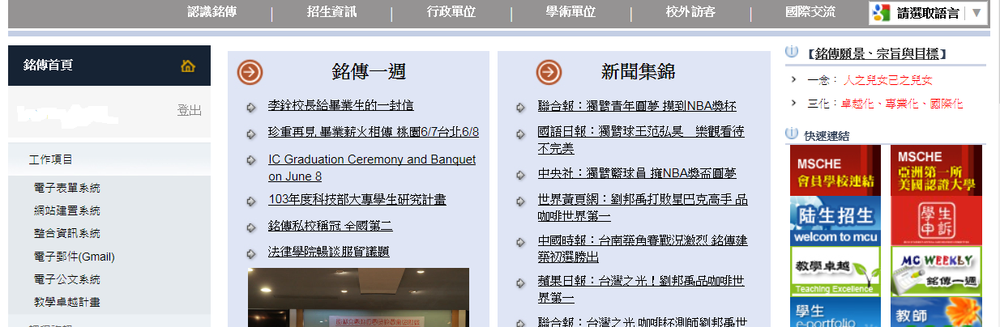 認識銘傳
招生資訊
行政單位
學術單位
校外訪客
國際交流
請選取語言
銘傳首頁
登出
工作項目
電子表單系統
網站建置系統
整合資訊系統
電子郵件(Gmail)
電子公文系統
教學卓越計畫
銘傳一週
李銓校長給畢業生的一封信
珍重再見 畢業薪火相傳 桃園6/7台北6/8
IC Graduation Ceremony and Banquet
on June 8
103年度科技部大專學生研究計畫
銘傳私校稱冠 全國第二
法律學院暢談服貿議題
新聞集錦
聯合報：獨臂青年圓夢 摸到NBA獎杯
國語日報：獨臂球王范弘昊　樂觀看待
不完美
中央社：獨臂籃球員 擁NBA獎盃圓夢
世界黃頁網：劉邦禹打敗星巴克高手 品
咖啡世界第一
中國時報：台南築角賽戰況激烈 銘傳建
築初選勝出
蘋果日報：台灣之光！劉邦禹品咖啡世
界第一
聯合報：台灣之光 咖啡杯測師劉邦禹世
【銘傳願景、宗旨與目標】
一念： 人之兒女己之兒女
三化：卓越化、專業化、國際化
快速連結
MSCHE
會員學校連結
MSCHE
亞洲第一所
美國認證大學
陆生招生
welcom to mcu
學生
申訴
教學卓越
Teaching Excellence
MC WEEKLY
銘傳一週
學生
e-portfolio
教師